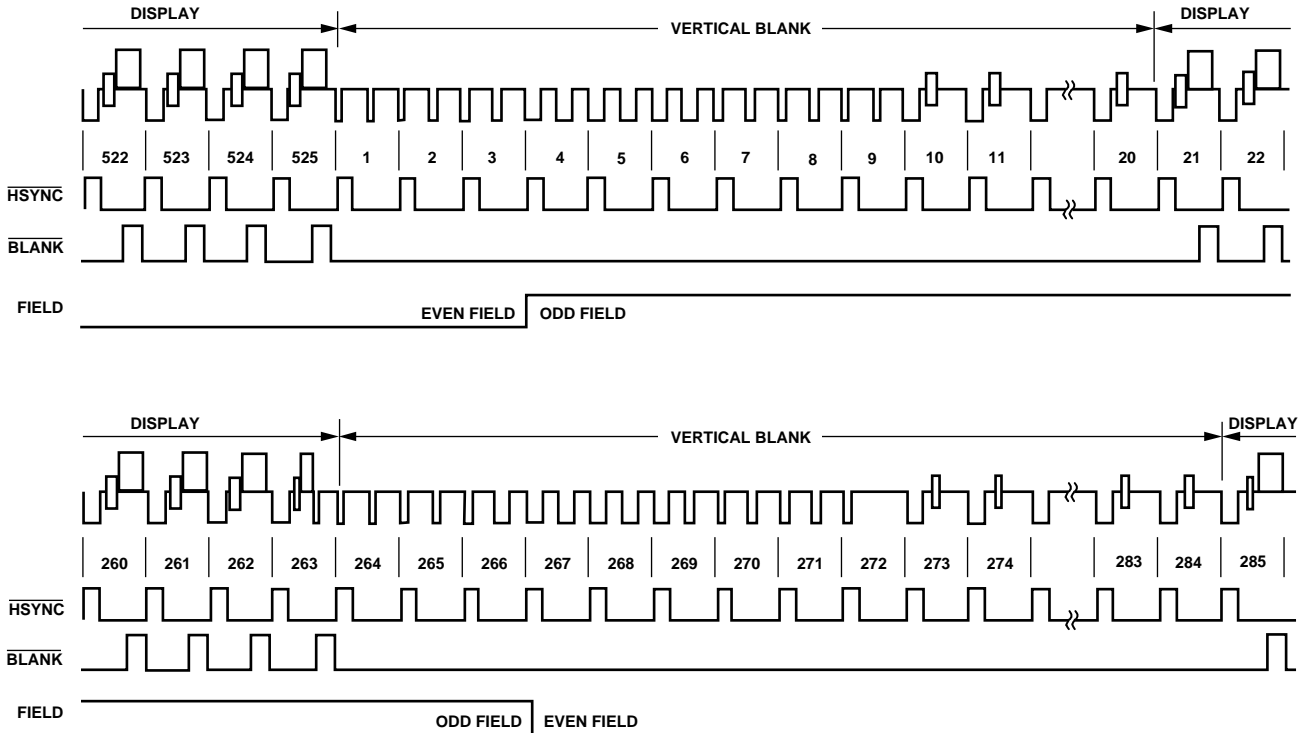 DISPLAY VERTICAL BLANK DISPLAY
522 523 524 525 1 2 3 4 5 6 7 8 9 10 11 20 21 22
HSYNC
BLANK
FIELD EVEN FIELD ODD FIELD
DISPLAY VERTICAL BLANK DISPLAY
260 261 262 263 264 265 266 267 268 269 270 271 272 273 274 283 284 285
HSYNC
BLANK
FIELD ODD FIELD EVEN FIELD